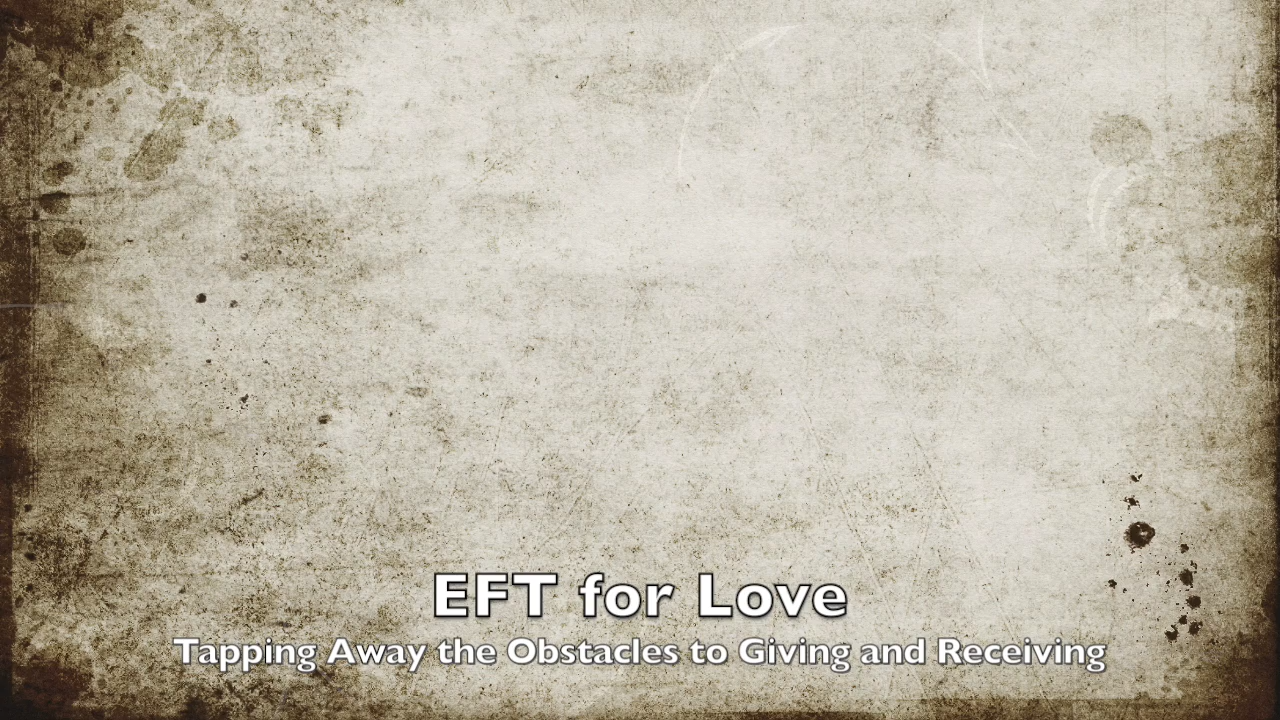 EFT for Love
Tapping Away the Obstacles to Giving and Receiving